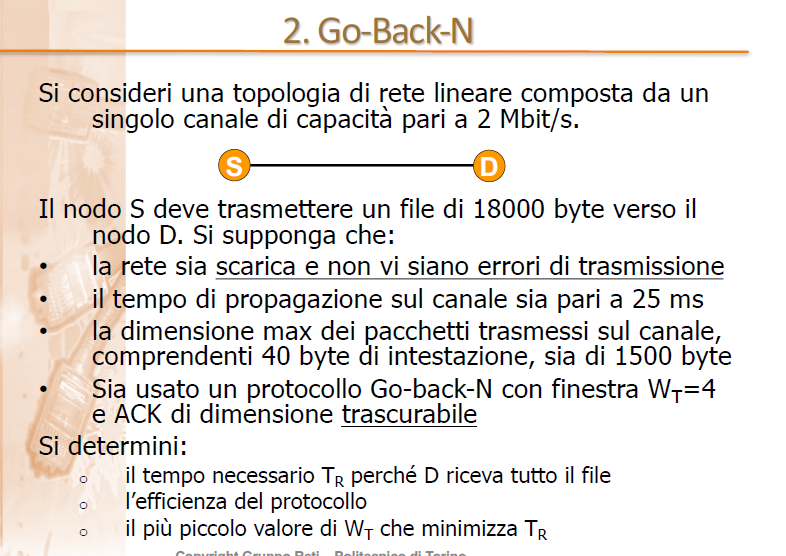 2. Go-Back-N
Si consideri una topologia di rete lineare composta da un
singolo canale di capacità pari a 2 Mbit/s.
S D
Il nodo S deve trasmettere un file di 18000 byte verso il
nodo D. Si supponga che:
• la rete sia scarica e non vi siano errori di trasmissione
• il tempo di propagazione sul canale sia pari a 25 ms
• la dimensione max dei pacchetti trasmessi sul canale,
comprendenti 40 byte di intestazione, sia di 1500 byte
• Sia usato un protocollo Go-back-N con finestra WT=4
e ACK di dimensione trascurabile
Si determini:
○ il tempo necessario TR perché D riceva tutto il file
○ l'efficienza del protocollo
○ il più piccolo valore di WT che minimizza TR
Copyright Gruppo Reti – Politecnico di Torino